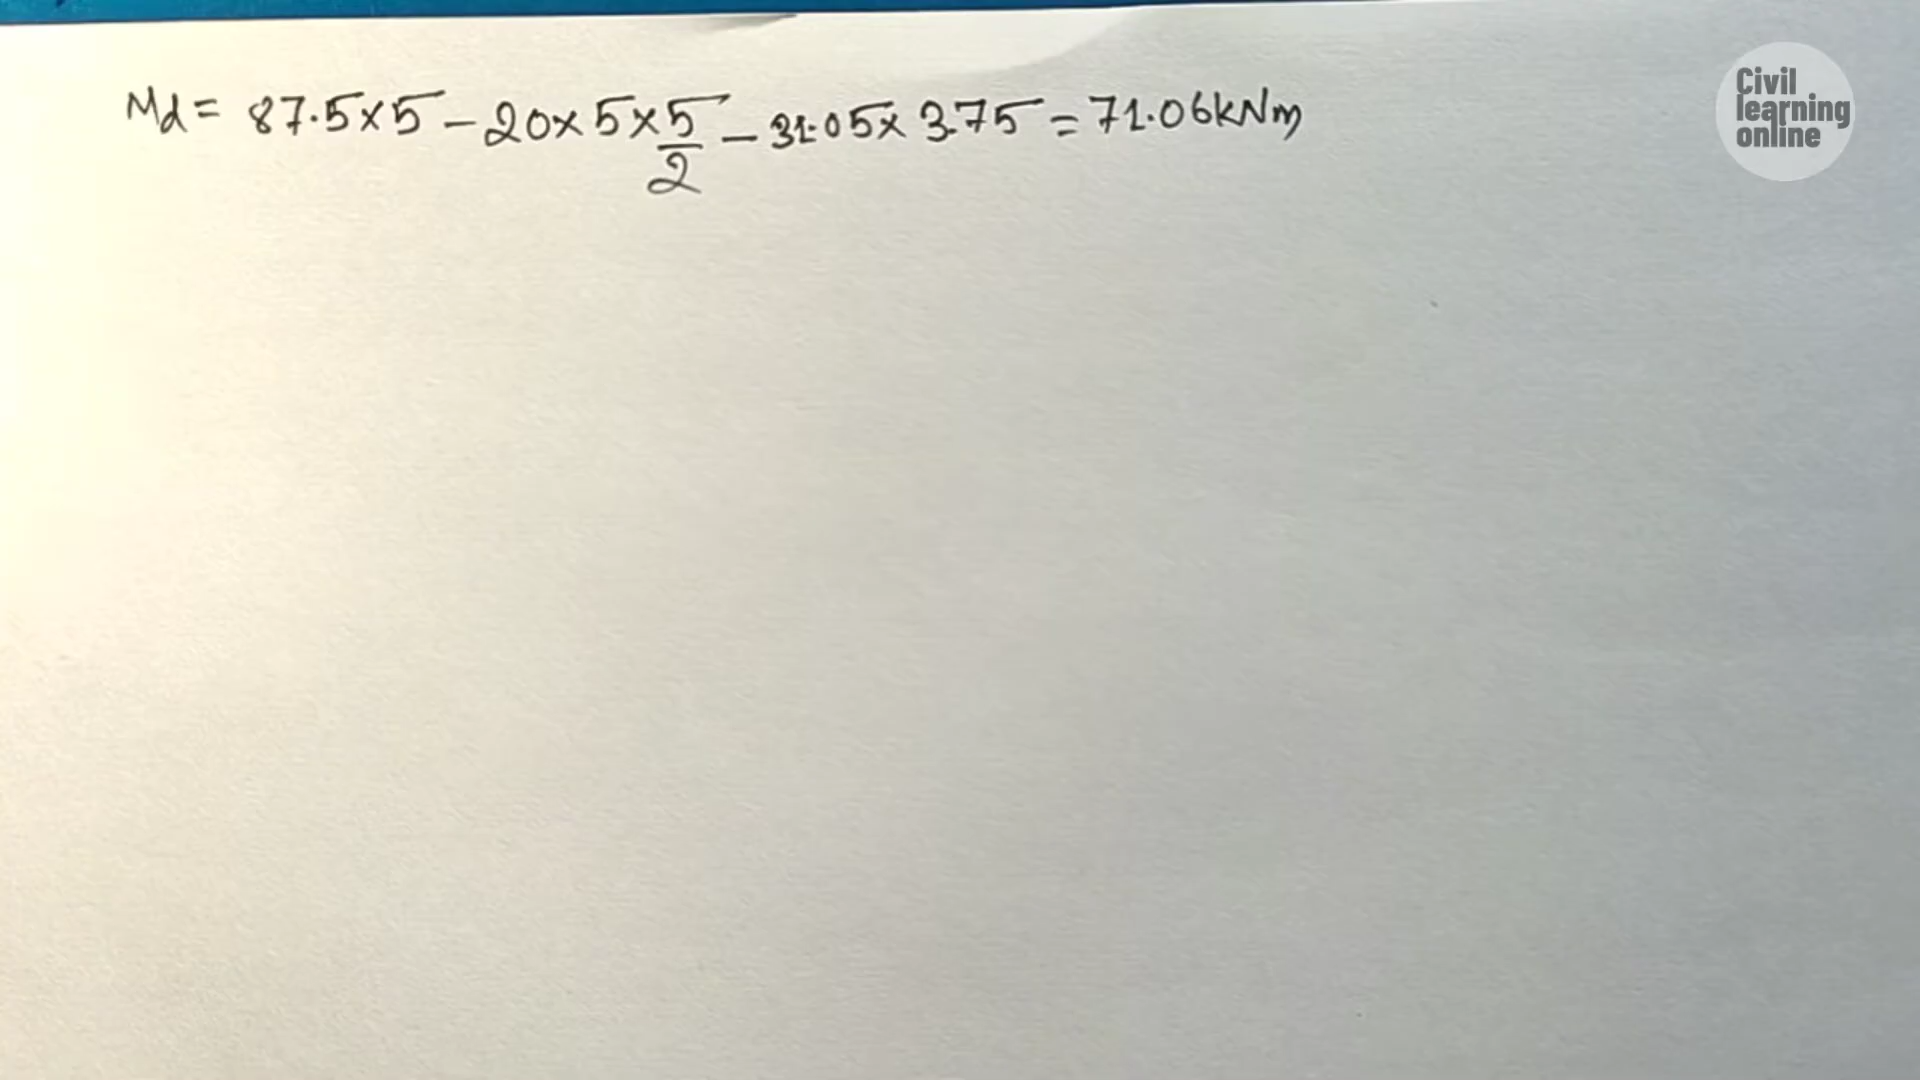 Md = 87.5×5 - 20×5×5/2 - 31.05×3.75 = 71.06kNm
Civil
learning
online